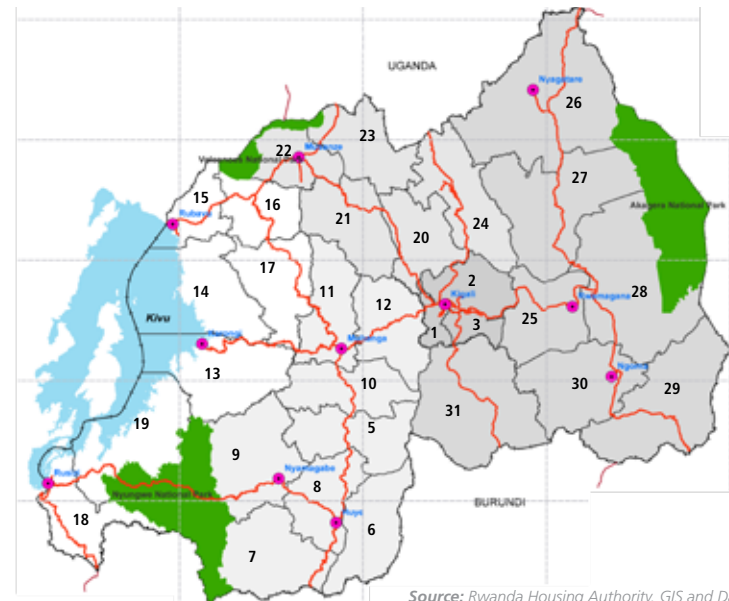 UGANDA
Nyagatare
26
23
22
Musanze
Volcanoes National Park
27
15
16
Akagera National Park
Rubavu
21
20
24
17
14
2
28
11
12
Kigali
Rwamagana
Kivu
1
3
25
Karongi
Muhanga
13
10
30
Ngoma
29
31
19
5
9
Nyamagabe
Rusizi
8
Nyungwe National Park
BURUNDI
18
Huye
6
7
Source: Rwanda Housing Authority, GIS and D